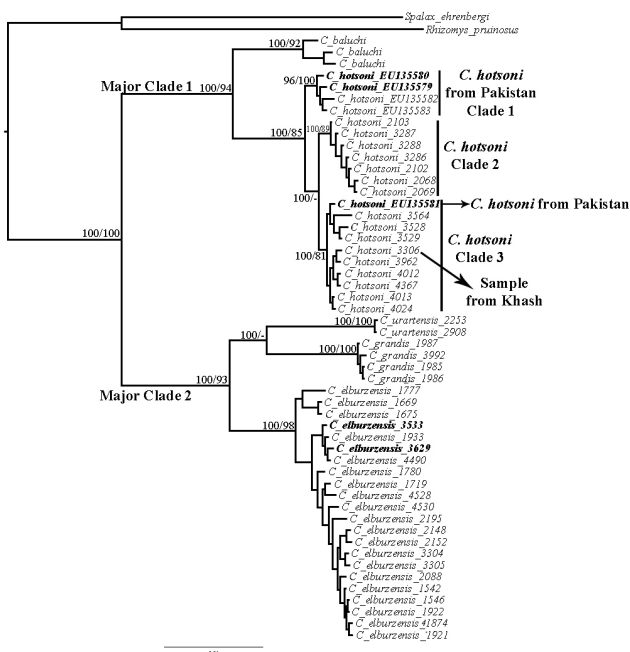 Spalax_ehrenbergi
Rhizomys_pruinosus
100/92
C_baluchi
C_baluchi
C_baluchi
Major Clade 1
100/94
96/100
C_hotsoni_EU135580
C_hotsoni_EU135579
C_hotsoni_EU135582
C_hotsoni_EU135583
C. hotsoni
from Pakistan
Clade 1
100/85
100/89
C_hotsoni_2103
C_hotsoni_3287
C_hotsoni_3288
C_hotsoni_3286
C_hotsoni_2102
C_hotsoni_2068
C_hotsoni_2069
C. hotsoni
Clade 2
100/-
C_hotsoni_EU135581
C. hotsoni from Pakistan
C_hotsoni_3564
C_hotsoni_3528
C_hotsoni_3529
100/81
C_hotsoni_3306
C_hotsoni_3962
C_hotsoni_4012
C_hotsoni_4367
C_hotsoni_4013
C_hotsoni_4024
C. hotsoni
Clade 3
Sample
from Khash
100/100
100/-
100/100
C_urartensis_2253
C_urartensis_2908
100/100
C_grandis_1987
C_grandis_3992
C_grandis_1985
C_grandis_1986
100/93
Major Clade 2
100/98
C_elburzensis_1777
C_elburzensis_1669
C_elburzensis_1675
C_elburzensis_3533
C_elburzensis_1933
C_elburzensis_3629
C_elburzensis_4490
C_elburzensis_1780
C_elburzensis_1719
C_elburzensis_4528
C_elburzensis_4530
C_elburzensis_2195
C_elburzensis_2148
C_elburzensis_2152
C_elburzensis_3304
C_elburzensis_3305
C_elburzensis_2088
C_elburzensis_1542
C_elburzensis_1546
C_elburzensis_1922
C_elburzensis_41874
C_elburzensis_1921